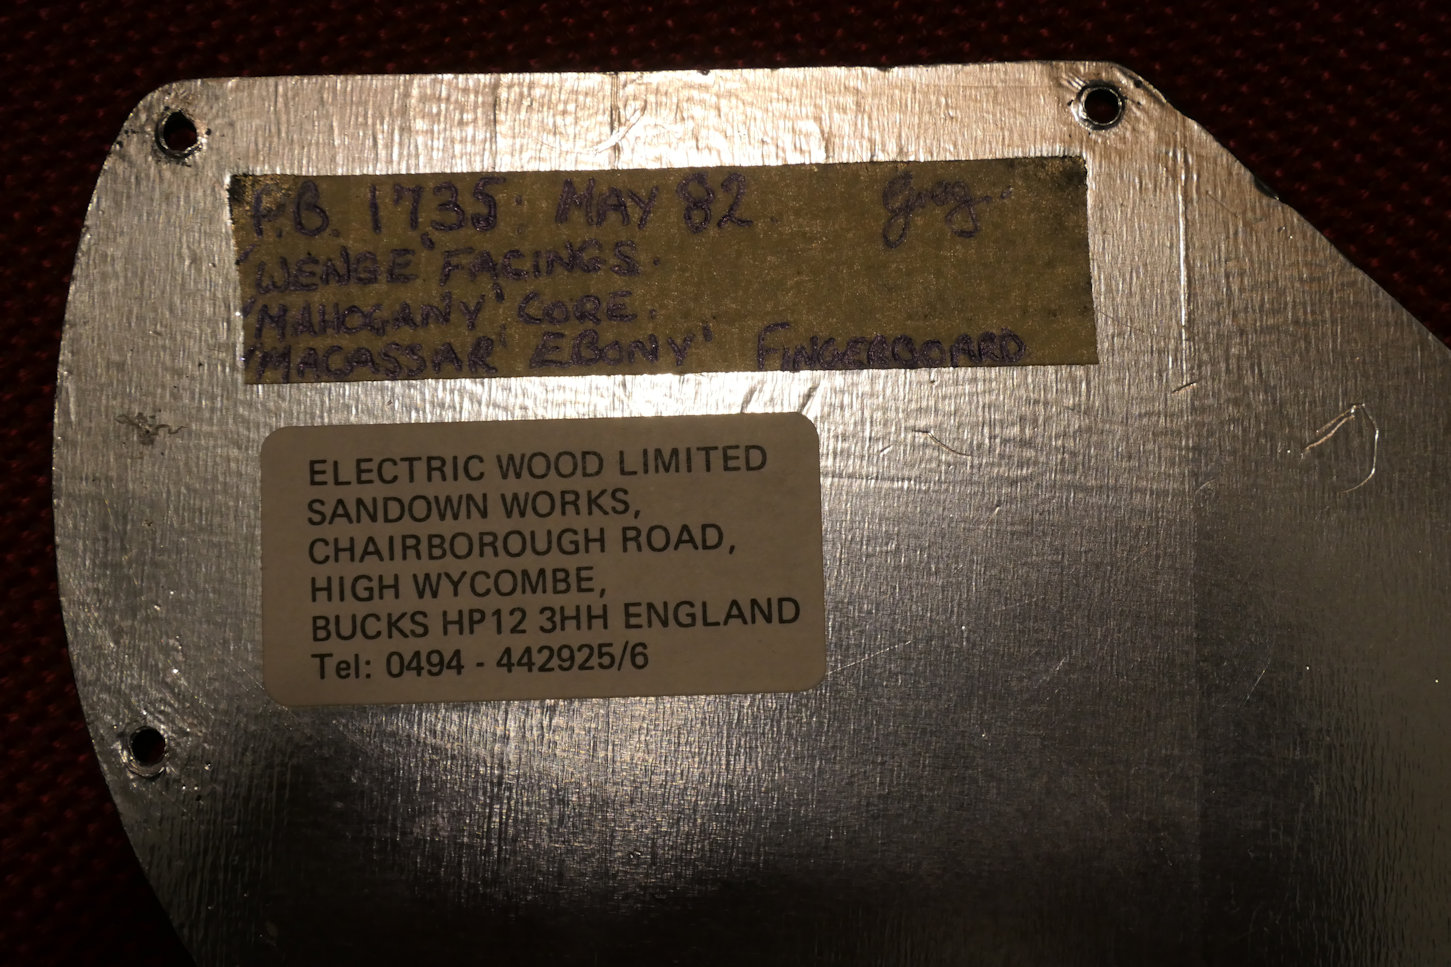 P.B. 1735. MAY 82. Greg.
'WENGE' FACINGS.
'MAHOGANY' CORE.
'MACASSAR' EBONY' FINGERBOARD
ELECTRIC WOOD LIMITED
SANDOWN WORKS,
CHAIRBOROUGH ROAD,
HIGH WYCOMBE,
BUCKS HP12 3HH ENGLAND
Tel: 0494 - 442925/6